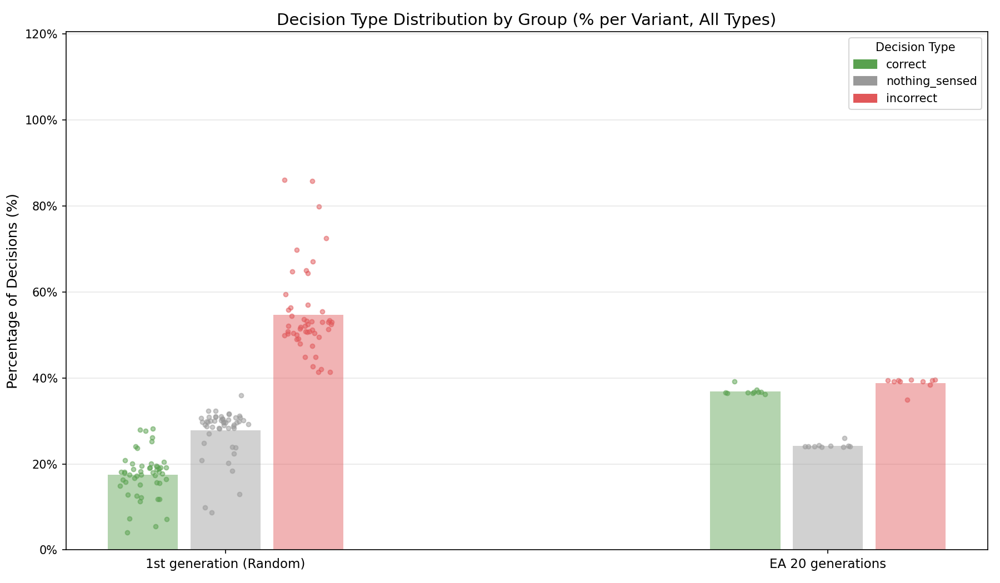 Decision Type Distribution by Group (% per Variant, All Types)
120%
100%
80%
60%
40%
20%
0%
Percentage of Decisions (%)
Decision Type
correct
nothing_sensed
incorrect
1st generation (Random)
EA 20 generations